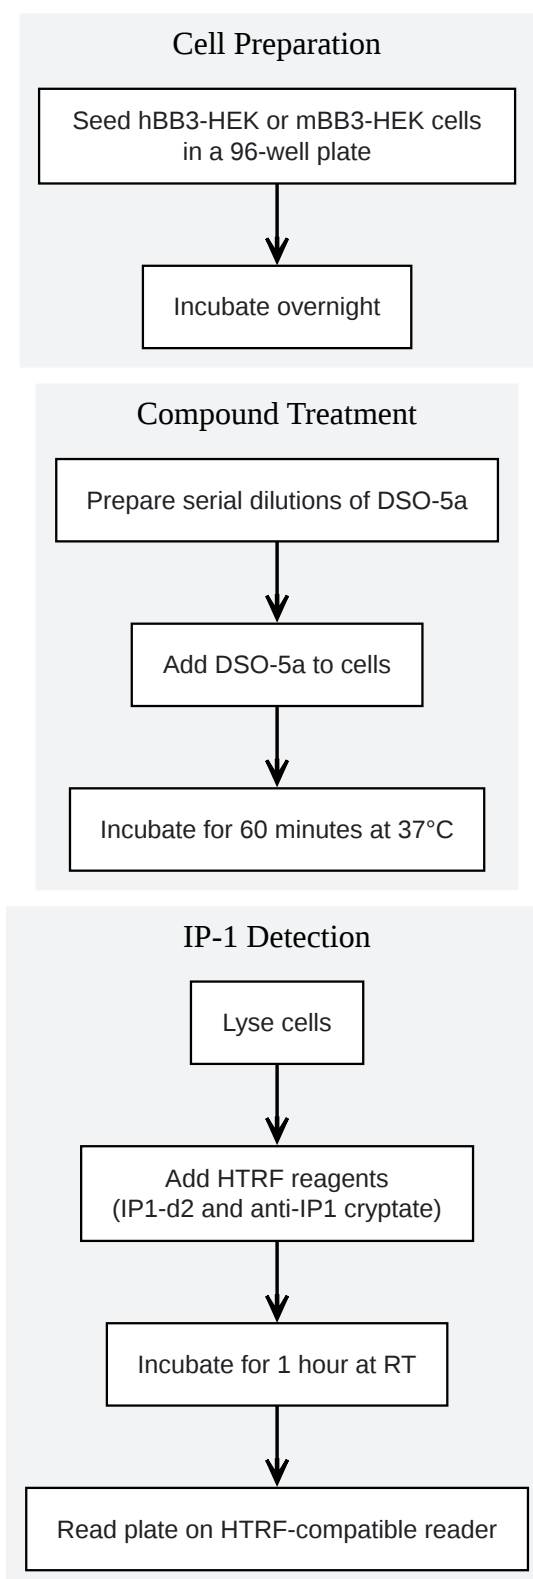 Cell Preparation
Seed hBB3-HEK or mBB3-HEK cells
in a 96-well plate
Incubate overnight
Compound Treatment
Prepare serial dilutions of DSO-5a
Add DSO-5a to cells
Incubate for 60 minutes at 37°C
IP-1 Detection
Lyse cells
Add HTRF reagents
(IP1-d2 and anti-IP1 cryptate)
Incubate for 1 hour at RT
Read plate on HTRF-compatible reader